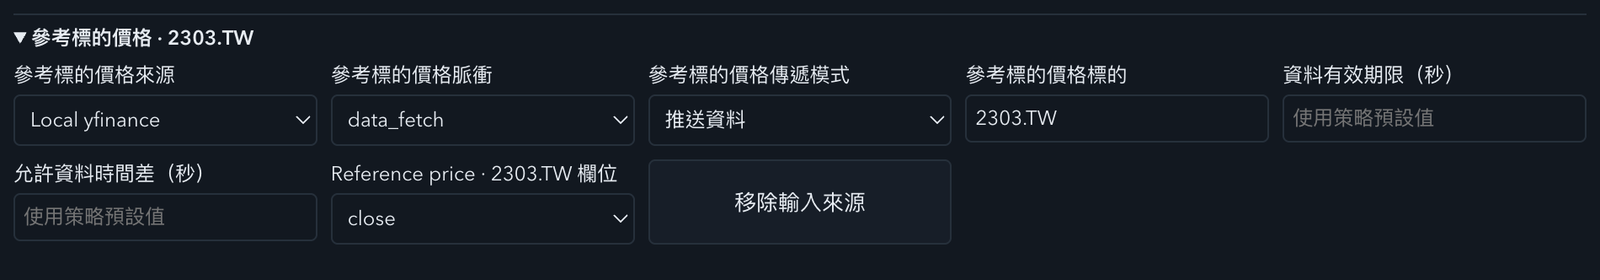 ▼ 參考標的價格 · 2303.TW
參考標的價格來源
參考標的價格脈衝
參考標的價格傳遞模式
參考標的價格標的
資料有效期限（秒）
Local yfinance
data_fetch
推送資料
2303.TW
使用策略預設值
允許資料時間差（秒）
Reference price · 2303.TW 欄位
移除輸入來源
使用策略預設值
close